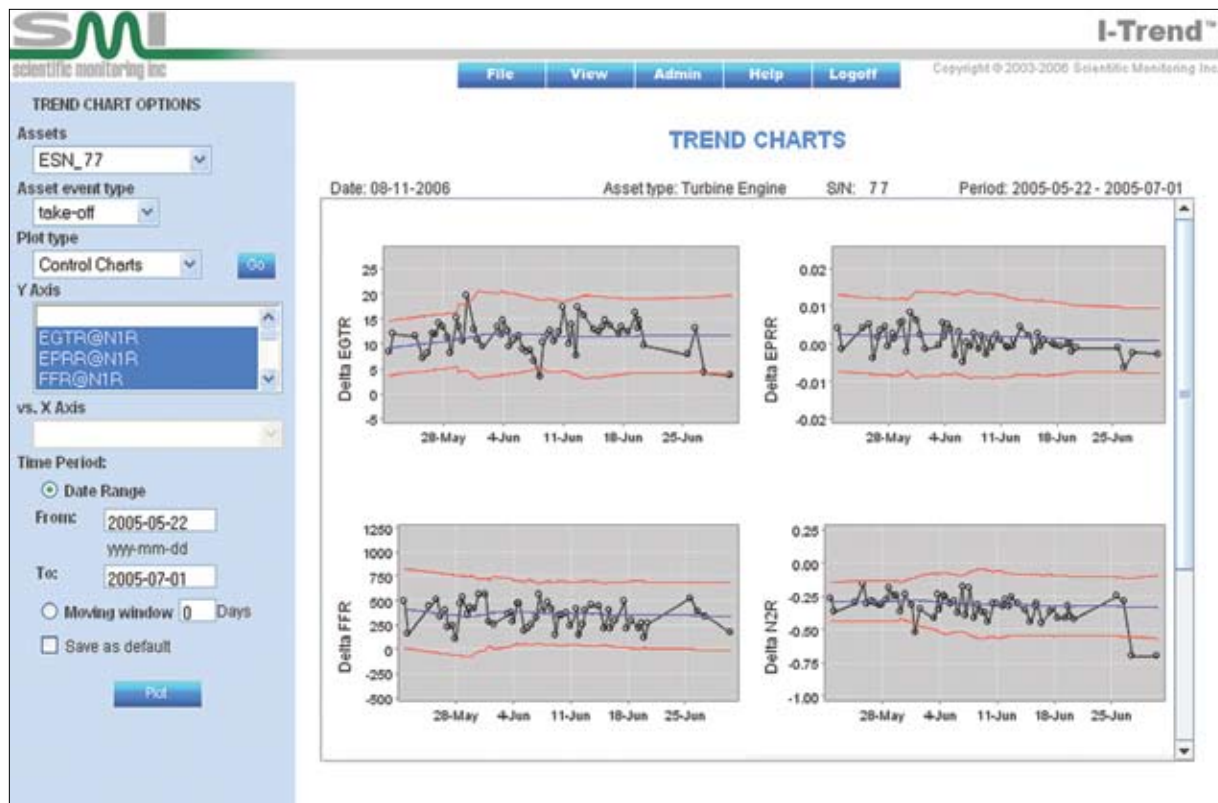 SMI
scientific monitoring inc
I-Trend™
File View Admin Help Logoff
Copyright © 2003-2006 Scientific Monitoring Inc
TREND CHART OPTIONS
Assets
ESN_77
Asset event type
take-off
Plot type
Control Charts
Go
Y Axis
EGTR@N1R
EPRR@N1R
FFR@N1R
vs. X Axis
Time Period:
Date Range
From: 2005-05-22
yyyy-mm-dd
To: 2005-07-01
Moving window 0 Days
Save as default
Plot
TREND CHARTS
Date: 08-11-2006 Asset type: Turbine Engine S/N: 77 Period: 2005-05-22 - 2005-07-01
Delta EGTR
25
20
15
10
5
0
-5
28-May 4-Jun 11-Jun 18-Jun 25-Jun
Delta EPRR
0.02
0.01
0.00
-0.01
-0.02
28-May 4-Jun 11-Jun 18-Jun 25-Jun
Delta FFR
1250
1000
750
500
250
0
-250
-500
28-May 4-Jun 11-Jun 18-Jun 25-Jun
Delta N2R
0.25
0.00
-0.25
-0.50
-0.75
-1.00
28-May 4-Jun 11-Jun 18-Jun 25-Jun